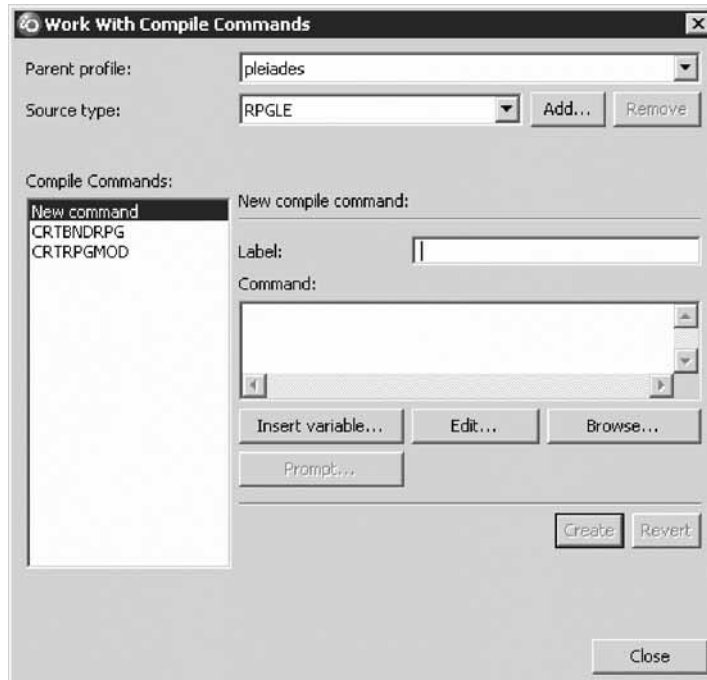 Work With Compile Commands
Parent profile: pleiades
Source type: RPGLE Add... Remove
Compile Commands:
New command
CRTBNDRPG
CRTRPGMOD
New compile command:
Label:
Command:
Insert variable... Edit... Browse...
Prompt...
Create Revert
Close